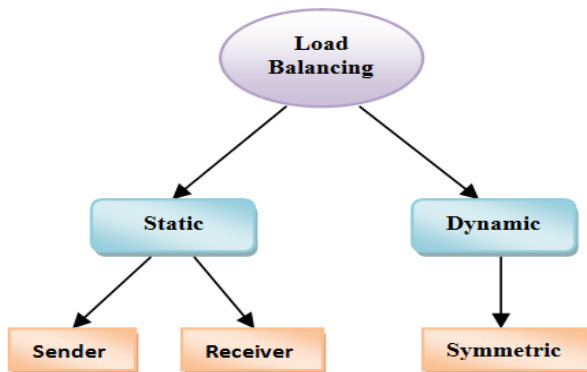 Load
Balancing
Static
Dynamic
Sender
Receiver
Symmetric